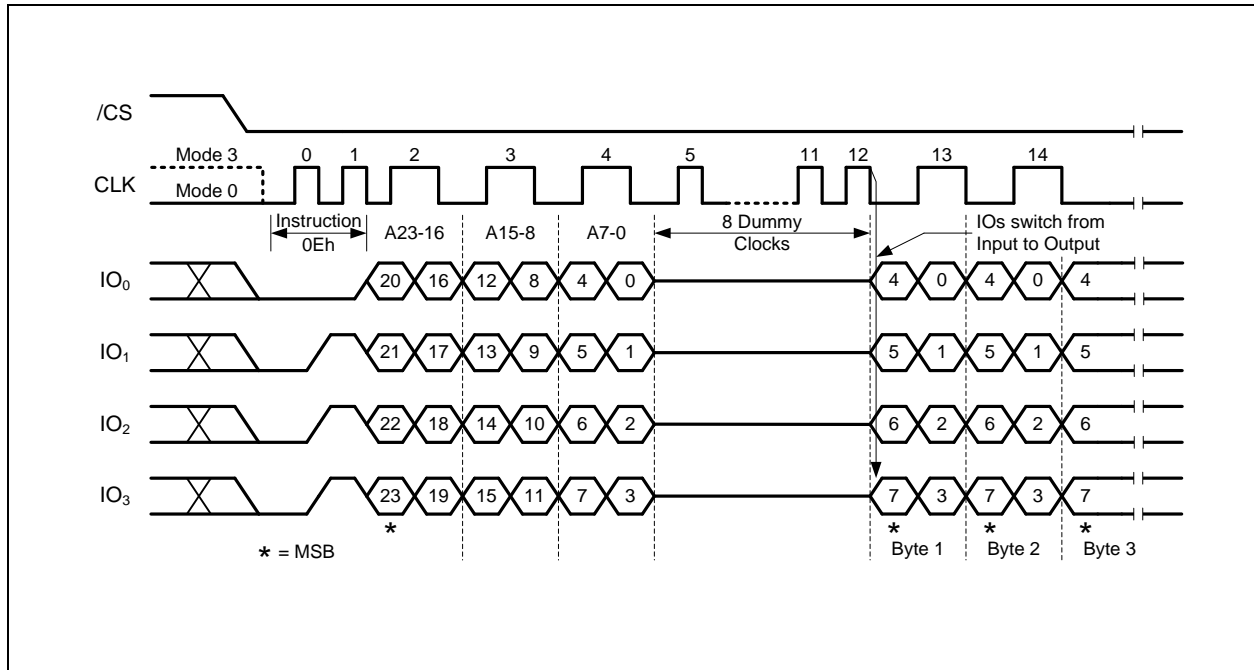 /CS
Mode 3 0 1 2 3 4 5 11 12 13 14
CLK
Mode 0
Instruction
0Eh
A23-16 A15-8 A7-0
8 Dummy
Clocks
IOs switch from
Input to Output
IO₀ 20 16 12 8 4 0 4 0 4 0 4
IO₁ 21 17 13 9 5 1 5 1 5 1 5
IO₂ 22 18 14 10 6 2 6 2 6 2 6
IO₃ 23 19 15 11 7 3 7 3 7 3 7
* * * *
* = MSB
Byte 1 Byte 2 Byte 3